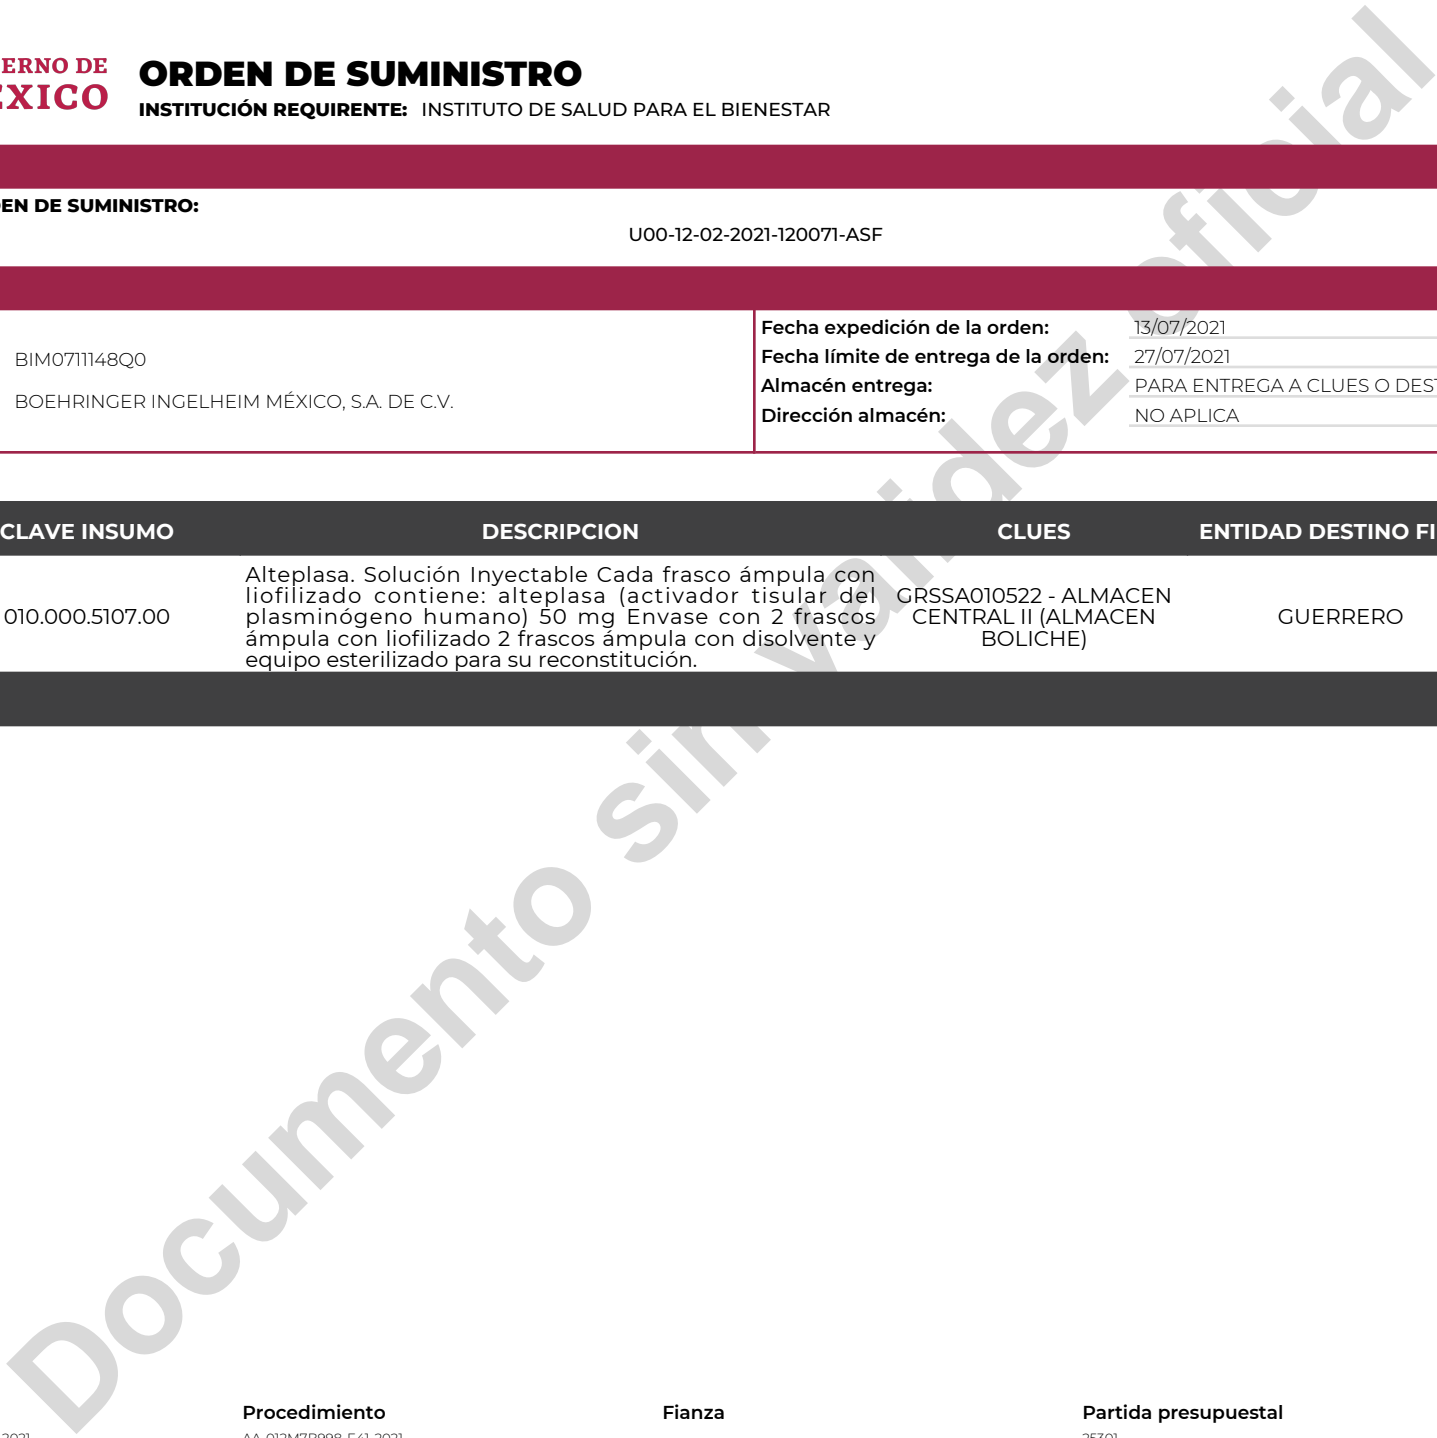 ERNO DE
ÉXICO
ORDEN DE SUMINISTRO
INSTITUCIÓN REQUIRENTE: INSTITUTO DE SALUD PARA EL BIENESTAR
EN DE SUMINISTRO:
U00-12-02-2021-120071-ASF
BIM0711148Q0
BOEHRINGER INGELHEIM MÉXICO, S.A. DE C.V.
Fecha expedición de la orden: 13/07/2021
Fecha límite de entrega de la orden: 27/07/2021
Almacén entrega: PARA ENTREGA A CLUES O DEST
Dirección almacén: NO APLICA
CLAVE INSUMO DESCRIPCION CLUES ENTIDAD DESTINO FI
010.000.5107.00
Alteplasa. Solución Inyectable Cada frasco ámpula con
liofilizado contiene: alteplasa (activador tisular del
plasminógeno humano) 50 mg Envase con 2 frascos
ámpula con liofilizado 2 frascos ámpula con disolvente y
equipo esterilizado para su reconstitución.
GRSSA010522 - ALMACEN
CENTRAL II (ALMACEN
BOLICHE)
GUERRERO
Documento sin validez oficial
Procedimiento Fianza Partida presupuestal